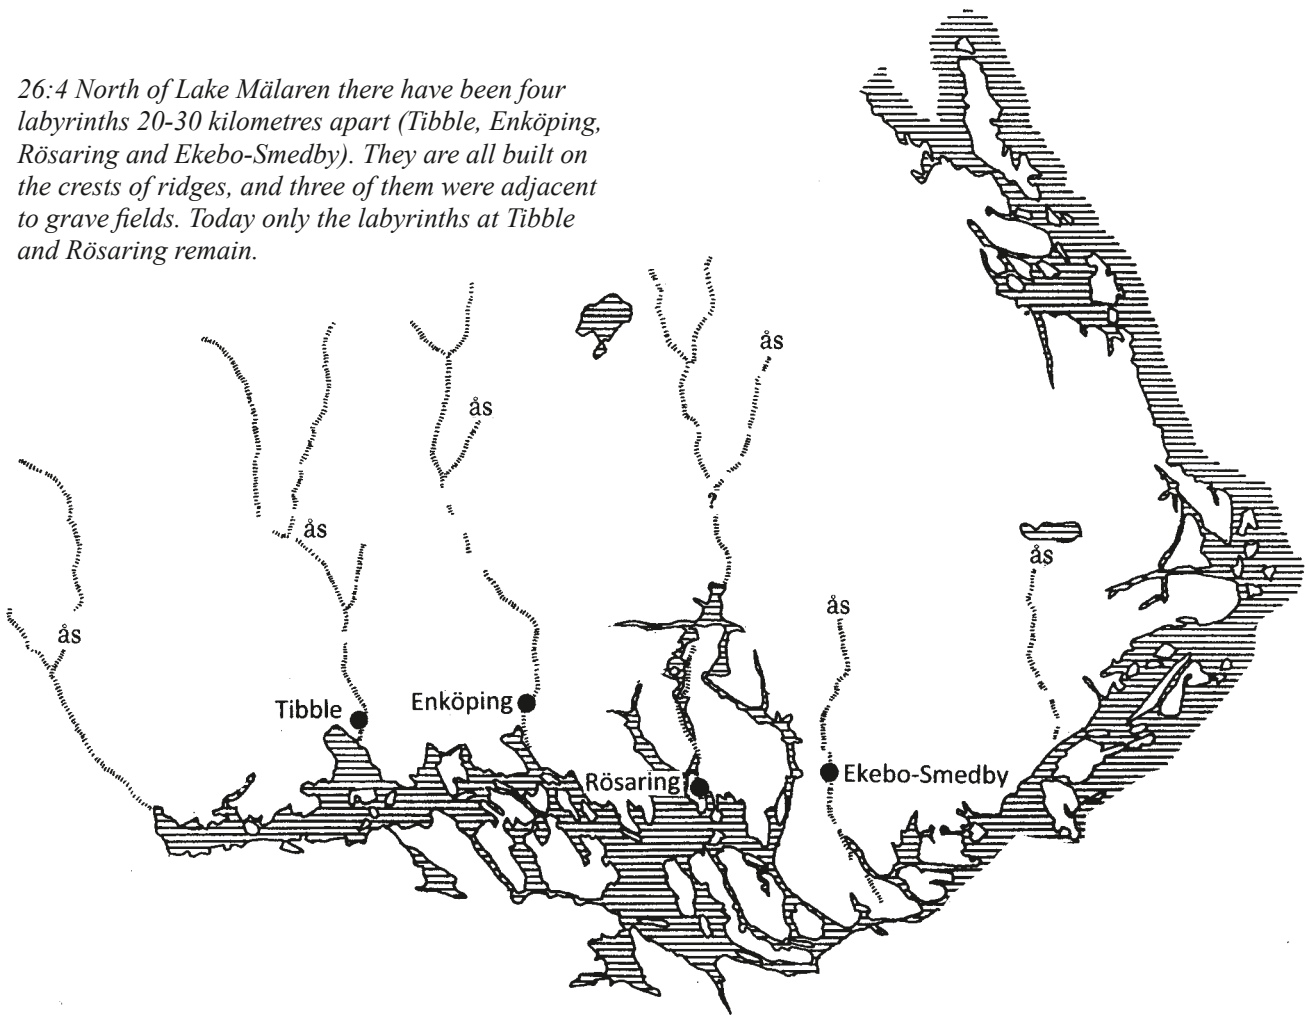 26:4 North of Lake Mälaren there have been four
labyrinths 20-30 kilometres apart (Tibble, Enköping,
Rösaring and Ekebo-Smedby). They are all built on
the crests of ridges, and three of them were adjacent
to grave fields. Today only the labyrinths at Tibble
and Rösaring remain.
ås
ås
?
ås
ås
ås
ås
Tibble
Enköping
Rösaring
Ekebo-Smedby